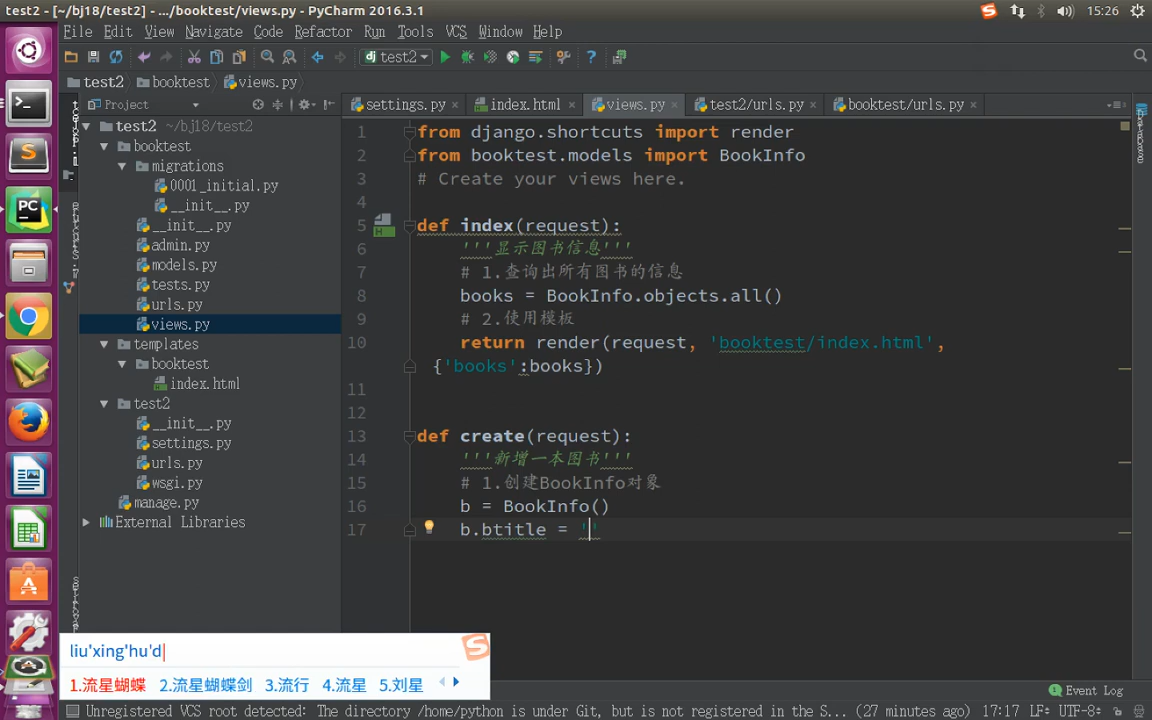 test2 - [~/bj18/test2] - .../booktest/views.py - PyCharm 2016.3.1
15:26
File Edit View Navigate Code Refactor Run Tools VCS Window Help
test2
test2 booktest views.py
Project
settings.py index.html views.py test2/urls.py booktest/urls.py
test2 ~/bj18/test2
booktest
migrations
0001_initial.py
__init__.py
__init__.py
admin.py
models.py
tests.py
urls.py
views.py
templates
booktest
index.html
test2
__init__.py
settings.py
urls.py
wsgi.py
manage.py
External Libraries
1 from django.shortcuts import render
2 from booktest.models import BookInfo
3 # Create your views here.
4
5 def index(request):
6 '''显示图书信息'''
7 # 1.查询出所有图书的信息
8 books = BookInfo.objects.all()
9 # 2.使用模板
10 return render(request, 'booktest/index.html',
{'books':books})
11
12
13 def create(request):
14 '''新增一本图书'''
15 # 1.创建BookInfo对象
16 b = BookInfo()
17 b.btitle = ''
liu'xing'hu'd
1.流星蝴蝶 2.流星蝴蝶剑 3.流行 4.流星 5.刘星
Event Log
Unregistered VCS root detected: The directory /home/python is under Git, but is not registered in the S... (27 minutes ago) 17:17 LF÷ UTF-8÷